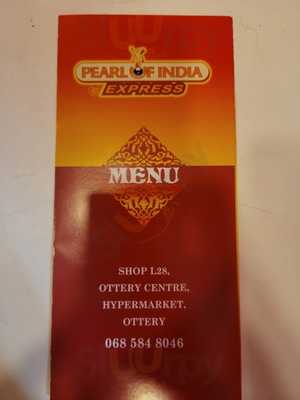 PEARL OF INDIA
EXPRESS
MENU
SHOP L28,
OTTERY CENTRE,
HYPERMARKET.
OTTERY
068 584 8046